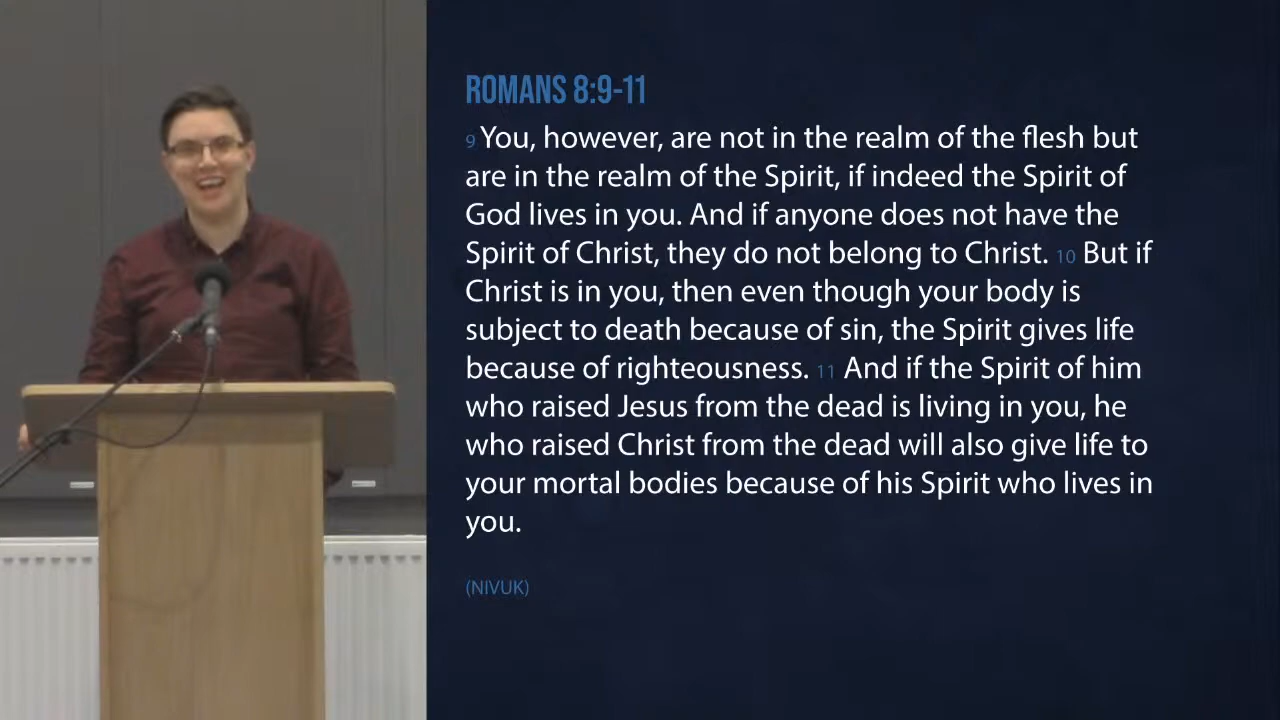 ROMANS 8:9-11
9 You, however, are not in the realm of the flesh but
are in the realm of the Spirit, if indeed the Spirit of
God lives in you. And if anyone does not have the
Spirit of Christ, they do not belong to Christ. 10 But if
Christ is in you, then even though your body is
subject to death because of sin, the Spirit gives life
because of righteousness. 11 And if the Spirit of him
who raised Jesus from the dead is living in you, he
who raised Christ from the dead will also give life to
your mortal bodies because of his Spirit who lives in
you.
(NIVUK)